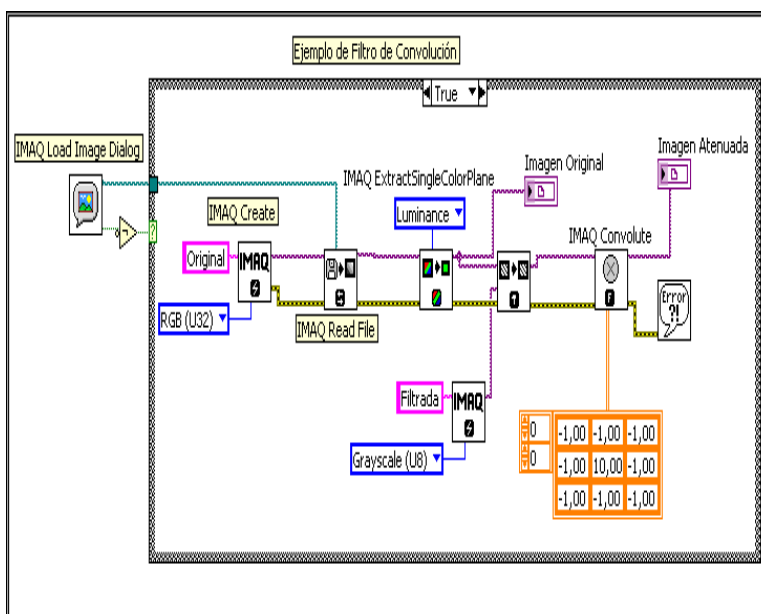 Ejemplo de Filtro de Convolución
True
IMAQ Load Image Dialog
?
Imagen Atenuada
Imagen Original
IMAQ ExtractSingleColorPlane
IMAQ Create
Luminance
IMAQ Convolute
Original
IMAQ
RGB (U32)
IMAQ Read File
Error
?!
Filtrada
IMAQ
Grayscale (U8)
0
0
-1,00 -1,00 -1,00
-1,00 10,00 -1,00
-1,00 -1,00 -1,00